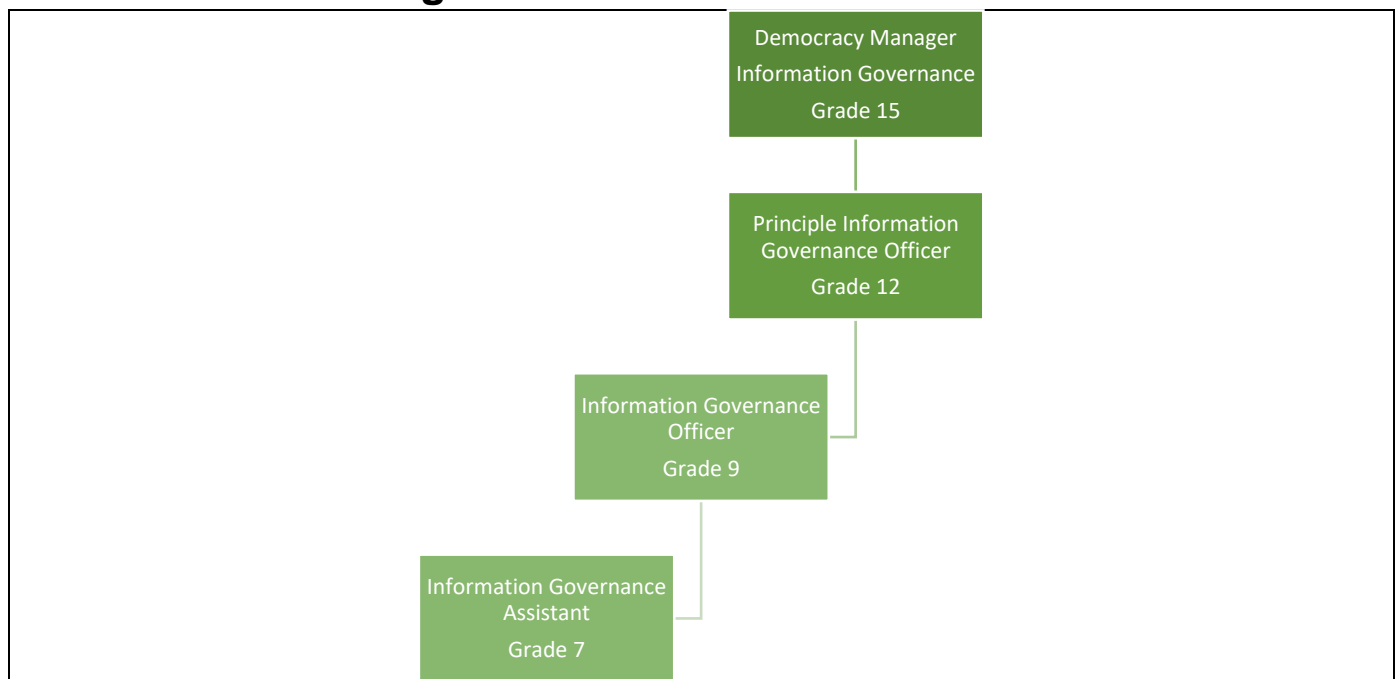 Democracy Manager
Information Governance
Grade 15
Principle Information
Governance Officer
Grade 12
Information Governance
Officer
Grade 9
Information Governance
Assistant
Grade 7